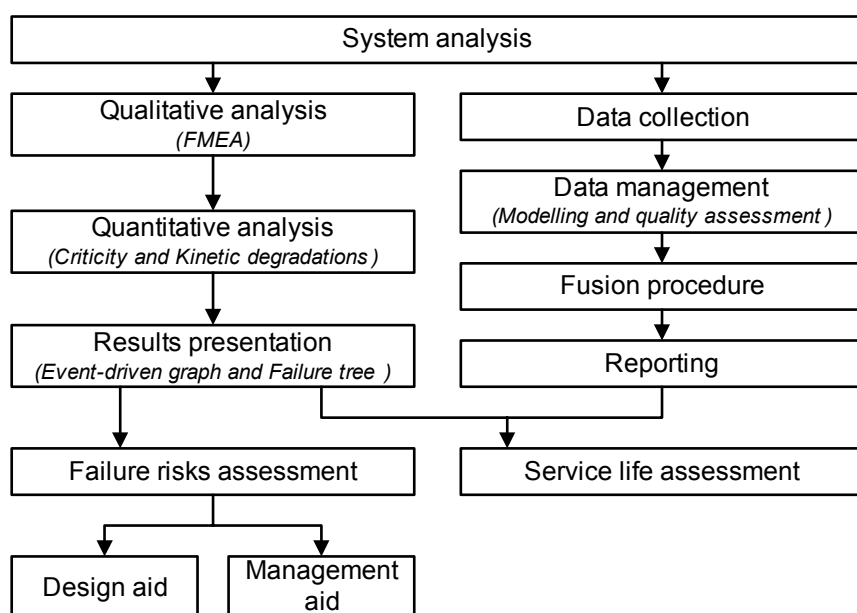 System analysis
Qualitative analysis
(FMEA)
Data collection
Data management
(Modelling and quality assessment )
Quantitative analysis
(Criticity and Kinetic degradations )
Fusion procedure
Results presentation
(Event-driven graph and Failure tree )
Reporting
Failure risks assessment
Service life assessment
Design aid
Management
aid